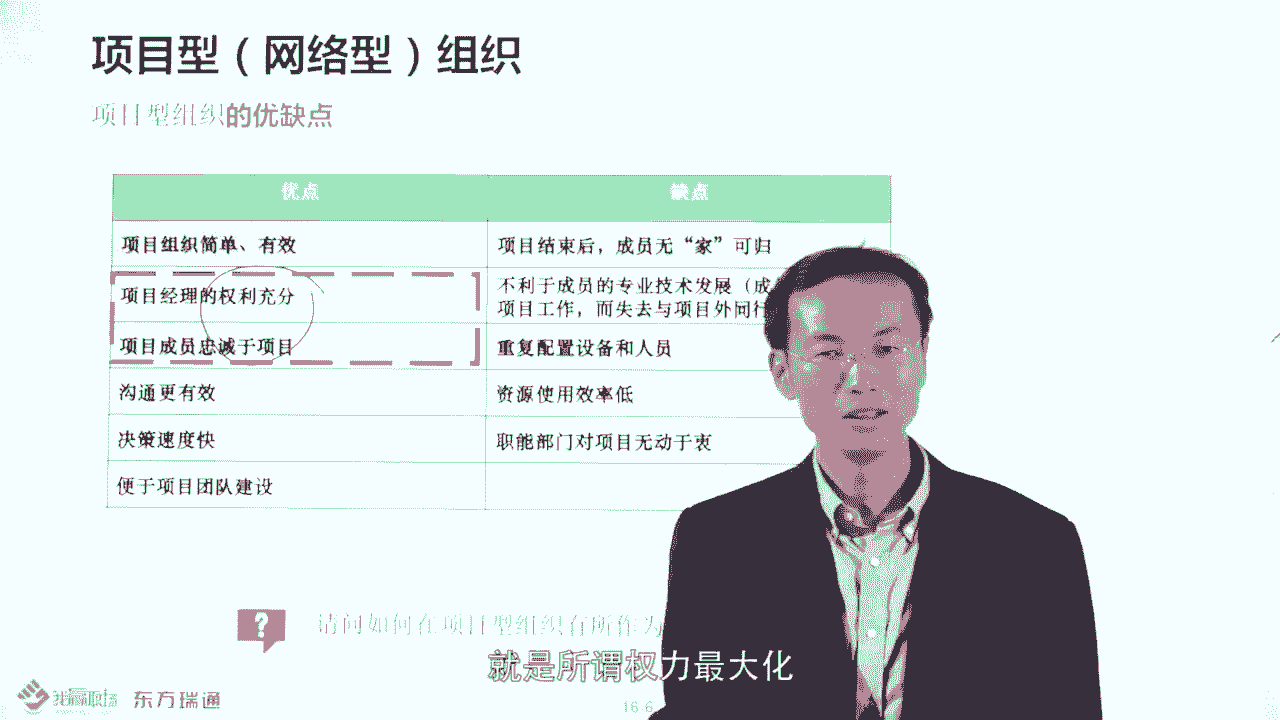 项目型（网络型）组织
项目型组织的优缺点
优点
缺点
项目组织简单、有效
项目结束后，成员无“家”可归
项目经理的权利充分
不利于成员的专业技术发展（成
项目工作，而失去与项目外同行
项目成员忠诚于项目
重复配置设备和人员
沟通更有效
资源使用效率低
决策速度快
职能部门对项目无动于衷
便于项目团队建设
?
请问如何在项目型组织有所作为
就是所谓权力最大化
东方瑞通
16.6